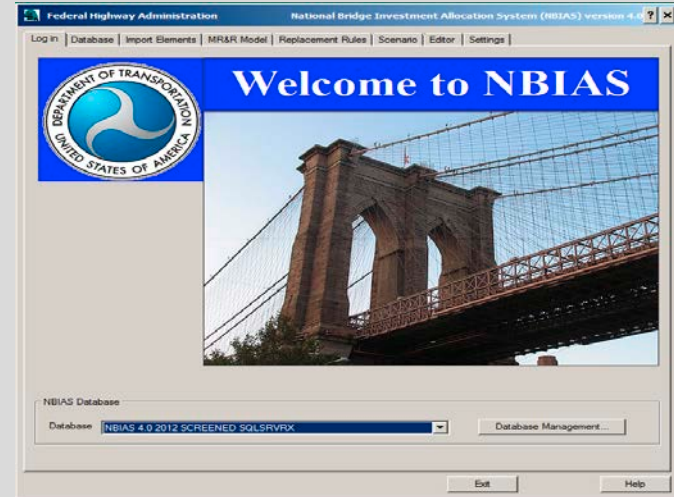 Federal Highway Administration National Bridge Investment Allocation System (NBIAS) version 4.0
Log in Database Import Elements MR&R Model Replacement Rules Scenario Editor Settings
DEPARTMENT OF TRANSPORTATION
UNITED STATES OF AMERICA
Welcome to NBIAS
NBIAS Database
Database NBIAS 4.0 2012 SCREENED SQLSRVRX Database Management...
Exit Help